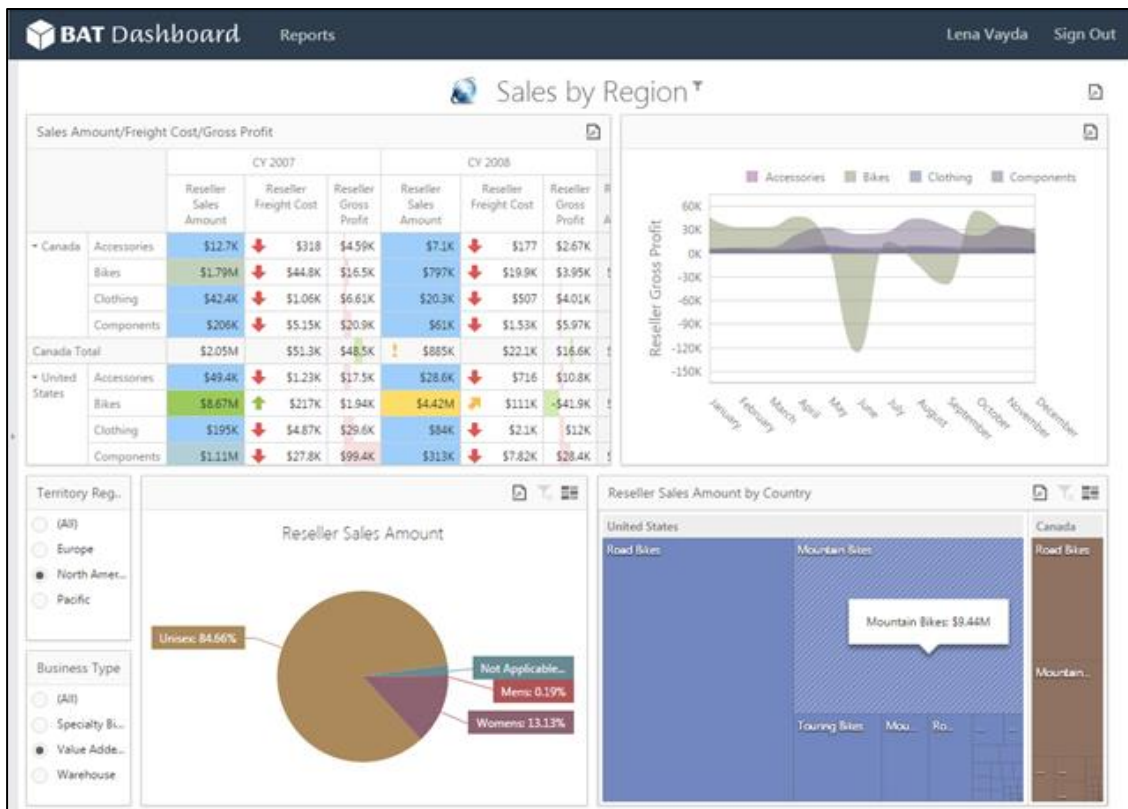 BAT Dashboard Reports Lena Vayda Sign Out
Sales by Region
Sales Amount/Freight Cost/Gross Profit
CY 2007 CY 2008
Reseller Sales Amount Reseller Freight Cost Reseller Gross Profit Reseller Sales Amount Reseller Freight Cost Reseller Gross Profit
Canada Accessories $12.7K $318 $4.59K $7.1K $177 $2.67K
Bikes $1.79M $44.8K $16.5K $797K $19.9K $3.95K
Clothing $42.4K $1.06K $6.61K $20.3K $507 $4.01K
Components $206K $5.15K $20.9K $61K $1.53K $5.97K
Canada Total $2.05M $51.3K $48.5K $885K $22.1K $16.6K
United States Accessories $49.4K $1.23K $17.5K $28.6K $716 $10.8K
Bikes $8.67M $217K $1.94K $4.42M $111K -$41.9K
Clothing $195K $4.87K $29.6K $84K $2.1K $12K
Components $1.11M $27.8K $99.4K $313K $7.82K $28.4K
Accessories Bikes Clothing Components
Reseller Gross Profit
60K
30K
0K
-30K
-60K
-90K
-120K
-150K
January February March April May June July August September October November December
Territory Reg..
(All)
Europe
North Amer...
Pacific
Business Type
(All)
Specialty Bi...
Value Adde...
Warehouse
Reseller Sales Amount
Unisex: 84.66%
Not Applicable...
Mens: 0.19%
Womens: 13.13%
Reseller Sales Amount by Country
United States Canada
Road Bikes Mountain Bikes Road Bikes
Mountain Bikes: $9.44M
Mountain...
Touring Bikes Mou... Ro...